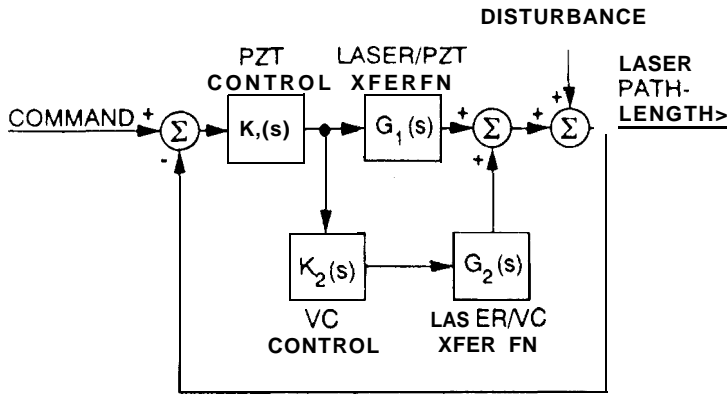 DISTURBANCE
PZT
CONTROL
LASER/PZT
XFERFN
LASER
PATH-
LENGTH>
COMMAND
+
-
Σ
K,(s)
G₁(s)
+
+
Σ
+
+
Σ
K₂(s)
G₂(s)
VC
CONTROL
LAS ER/VC
XFER FN